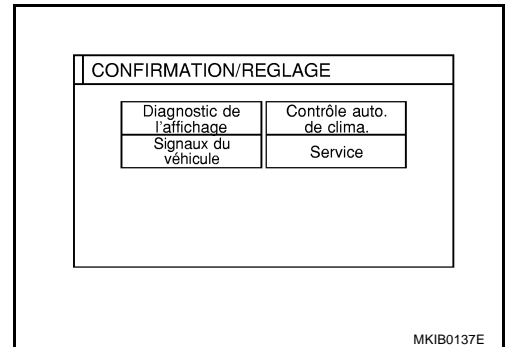 CONFIRMATION/REGLAGE
Diagnostic de
l'affichage
Contrôle auto.
de clima.
Signaux du
véhicule
Service
MKIB0137E